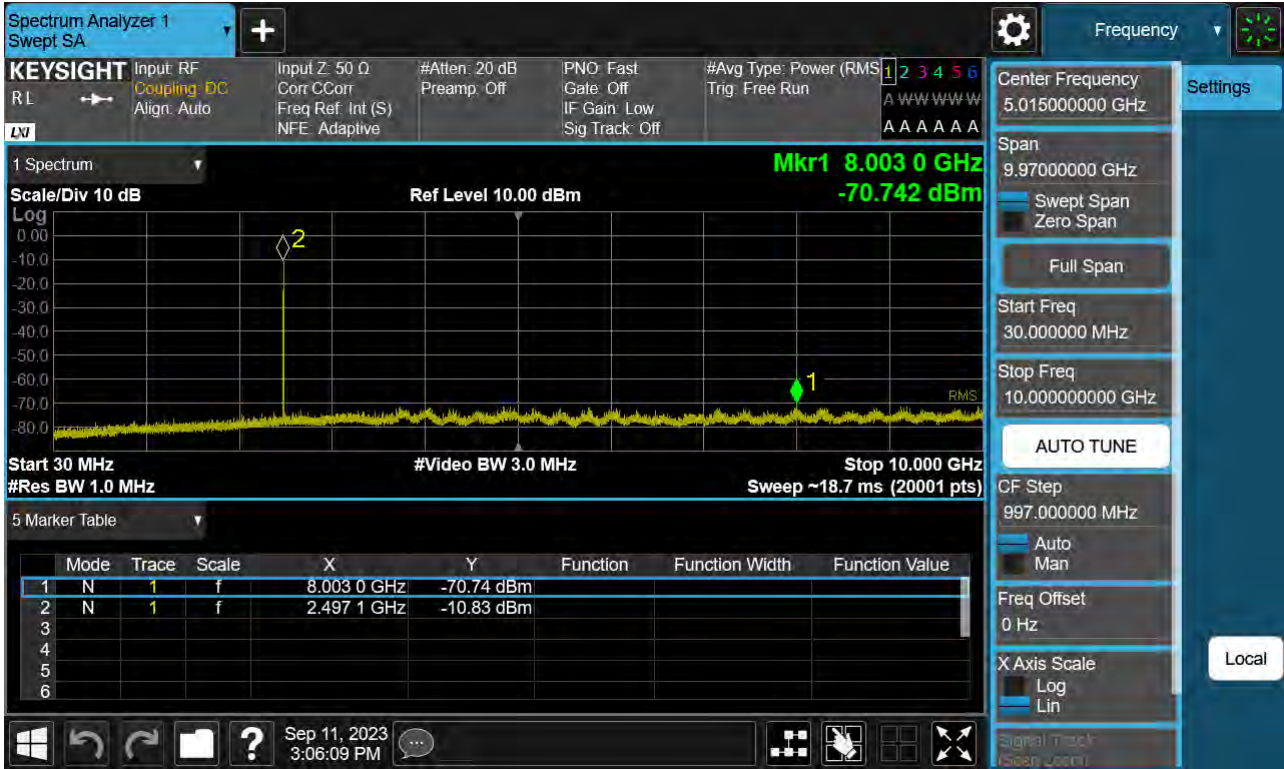 Spectrum Analyzer 1
Swept SA
Frequency
KEYSIGHT
RL
LXI
Input: RF
Coupling: DC
Align: Auto
Input Z: 50 Ω
Corr CCorr
Freq Ref: Int (S)
NFE: Adaptive
#Atten: 20 dB
Preamp: Off
PNO: Fast
Gate: Off
IF Gain: Low
Sig Track: Off
#Avg Type: Power (RMS
Trig: Free Run
1 2 3 4 5 6
A W W W W W
A A A A A A
1 Spectrum
Scale/Div 10 dB
Ref Level 10.00 dBm
Mkr1 8.003 0 GHz
-70.742 dBm
Log
0.00
-10.0
-20.0
-30.0
-40.0
-50.0
-60.0
-70.0
-80.0
2
1
RMS
Start 30 MHz
#Video BW 3.0 MHz
Stop 10.000 GHz
#Res BW 1.0 MHz
Sweep ~18.7 ms (20001 pts)
5 Marker Table
Mode Trace Scale X Y Function Function Width Function Value
1 N 1 f 8.003 0 GHz -70.74 dBm
2 N 1 f 2.497 1 GHz -10.83 dBm
3
4
5
6
Center Frequency
5.015000000 GHz
Span
9.97000000 GHz
Swept Span
Zero Span
Full Span
Start Freq
30.000000 MHz
Stop Freq
10.000000000 GHz
AUTO TUNE
CF Step
997.000000 MHz
Auto
Man
Freq Offset
0 Hz
X Axis Scale
Log
Lin
Signal Track
(Span Zoom)
Settings
Local
?
Sep 11, 2023
3:06:09 PM